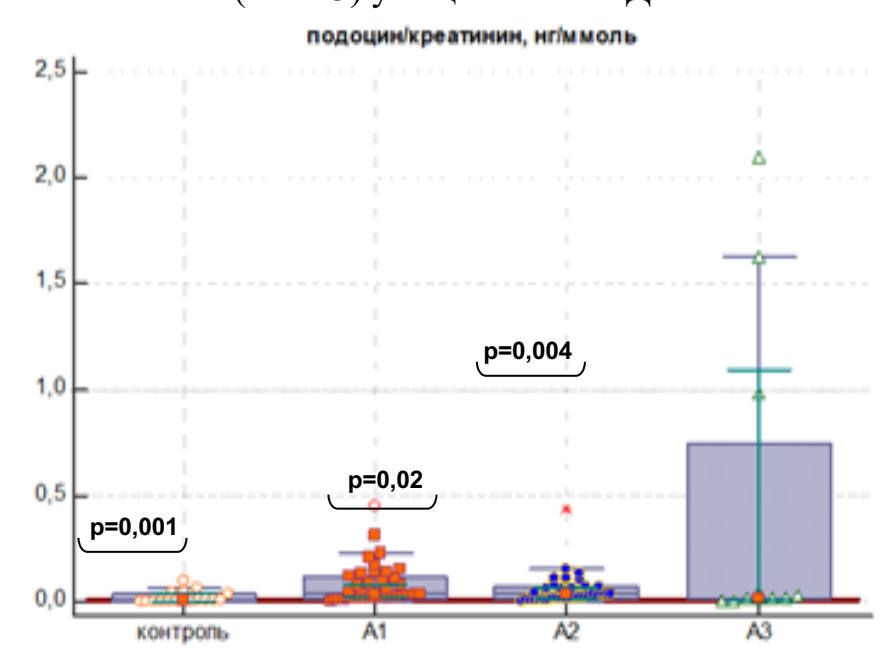 подоцин/креатинин, нг/ммоль
2,5
2,0
1,5
p=0,004
1,0
p=0,02
0,5
p=0,001
0,0
контроль A1 A2 A3